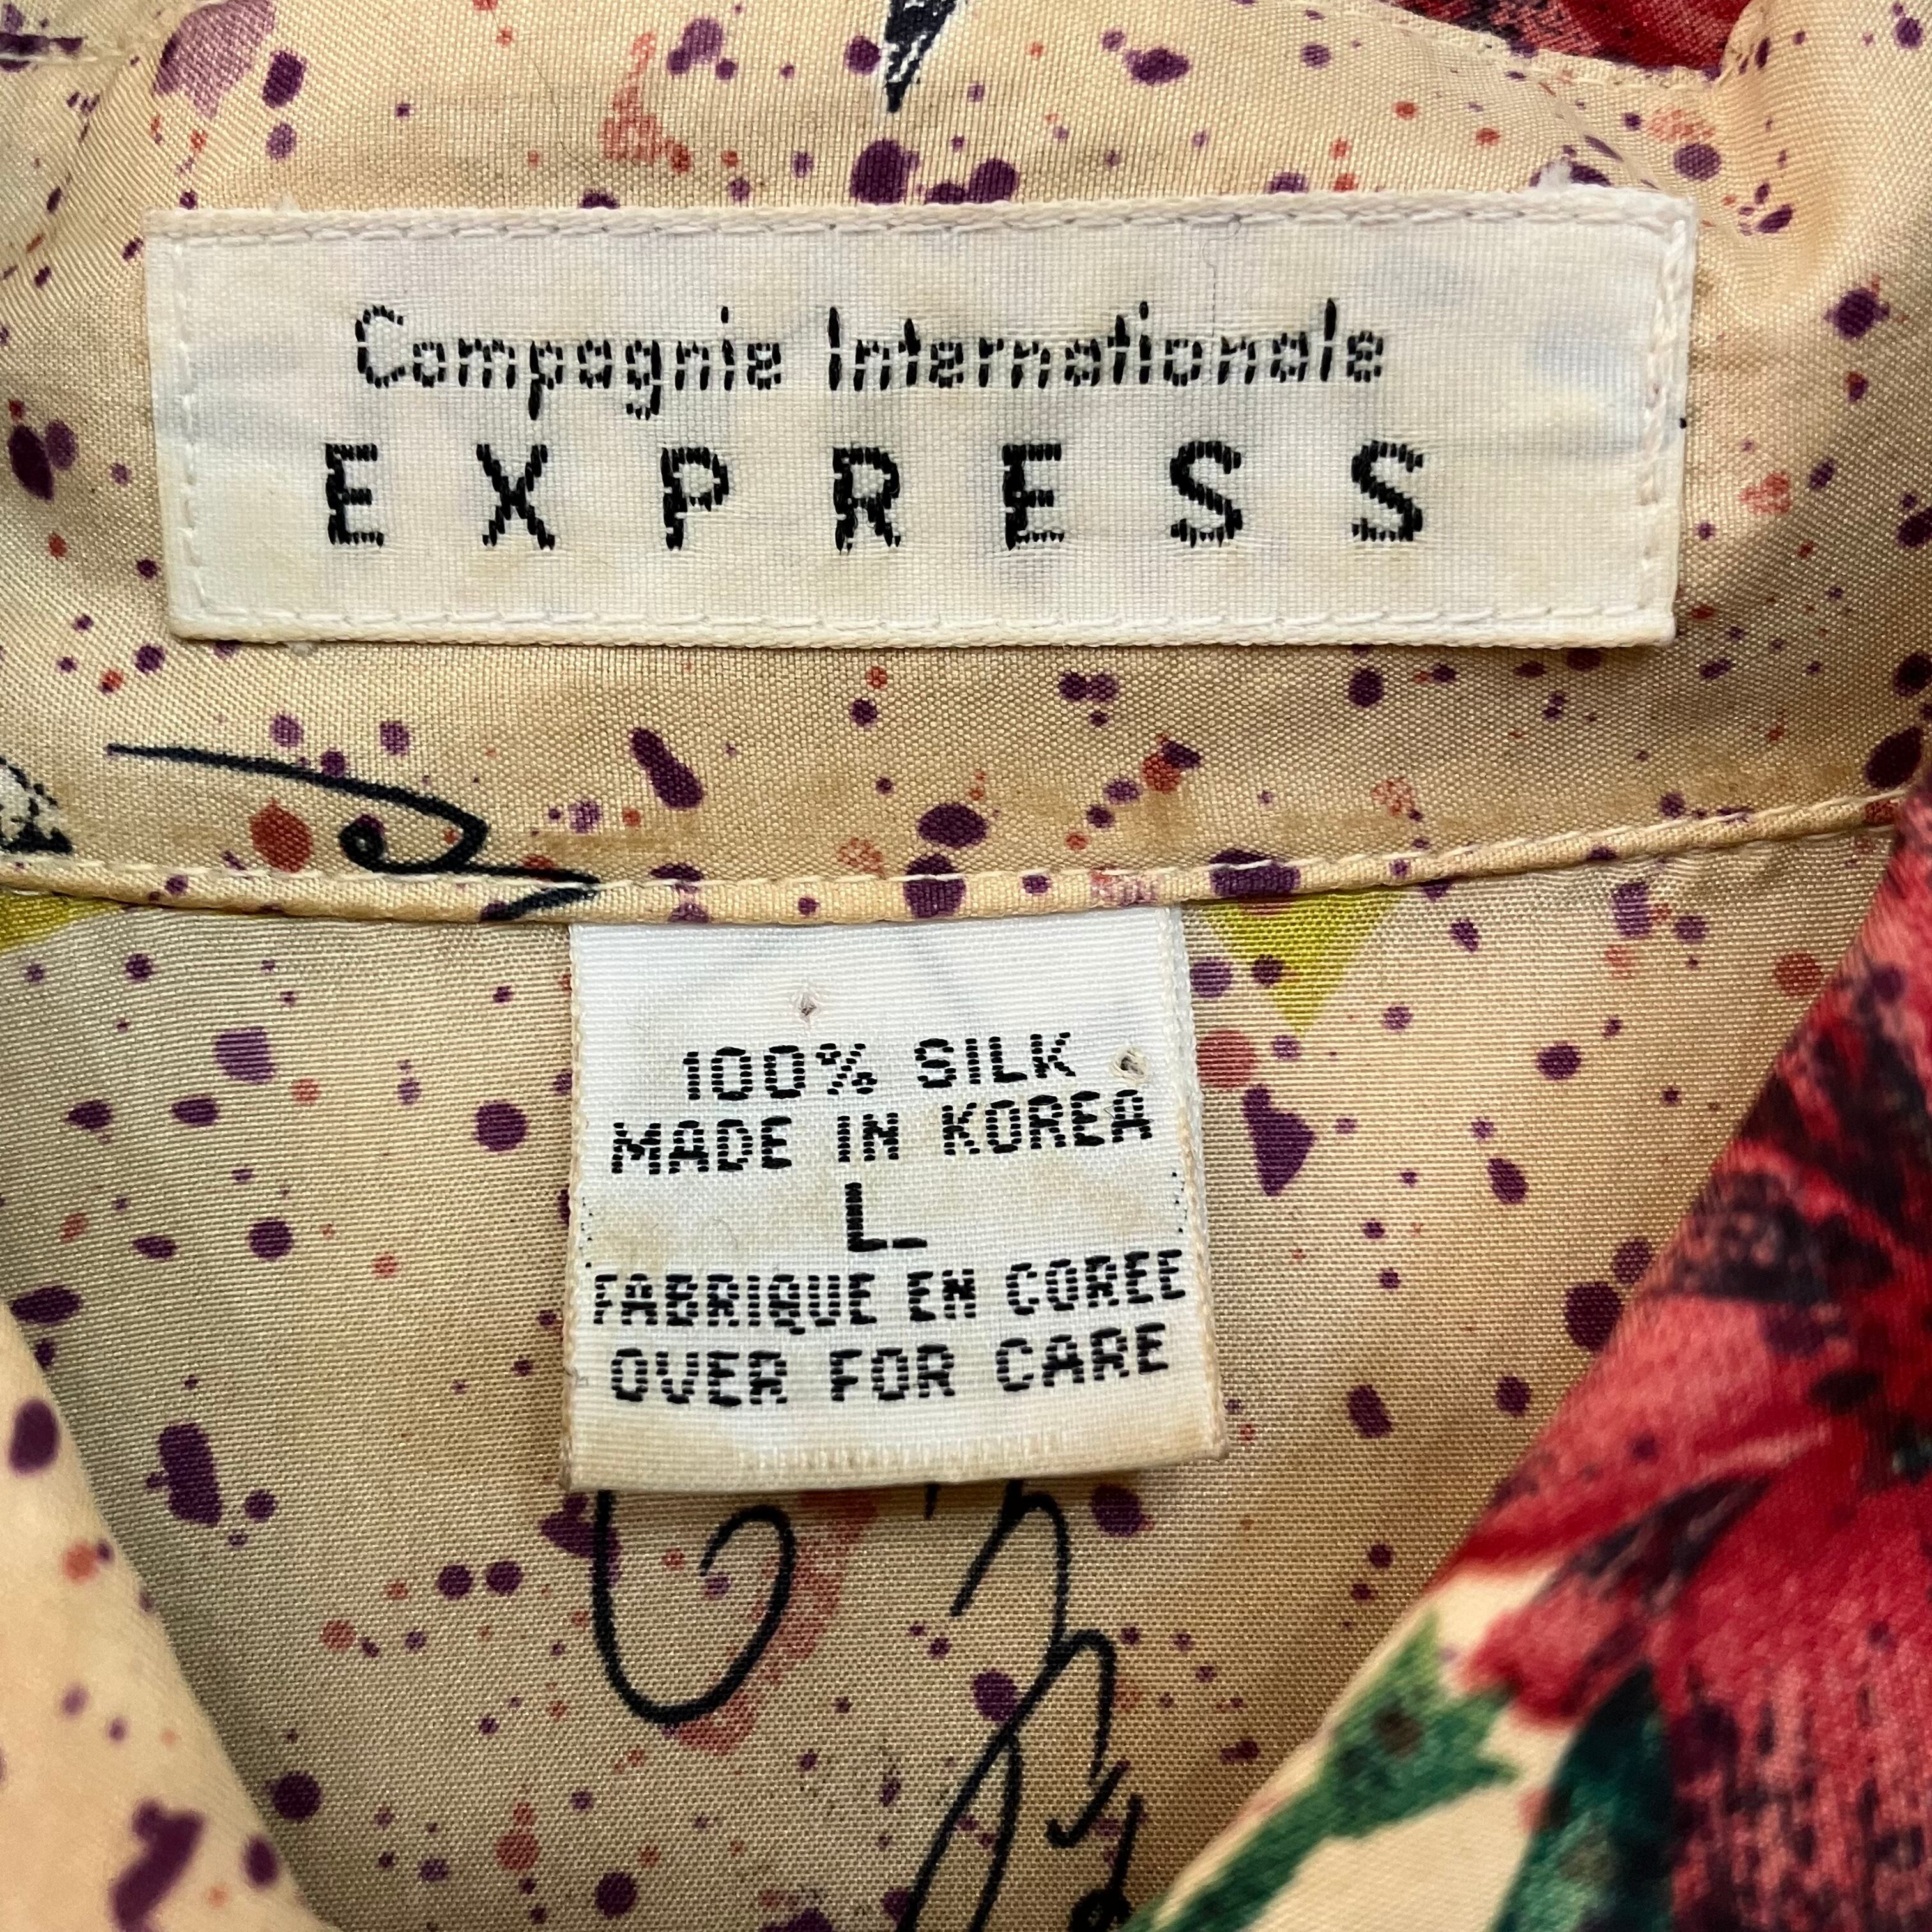 Compagnie Internationale
EXPRESS
100% SILK
MADE IN KOREA
L
FABRIQUE EN COREE
OVER FOR CARE